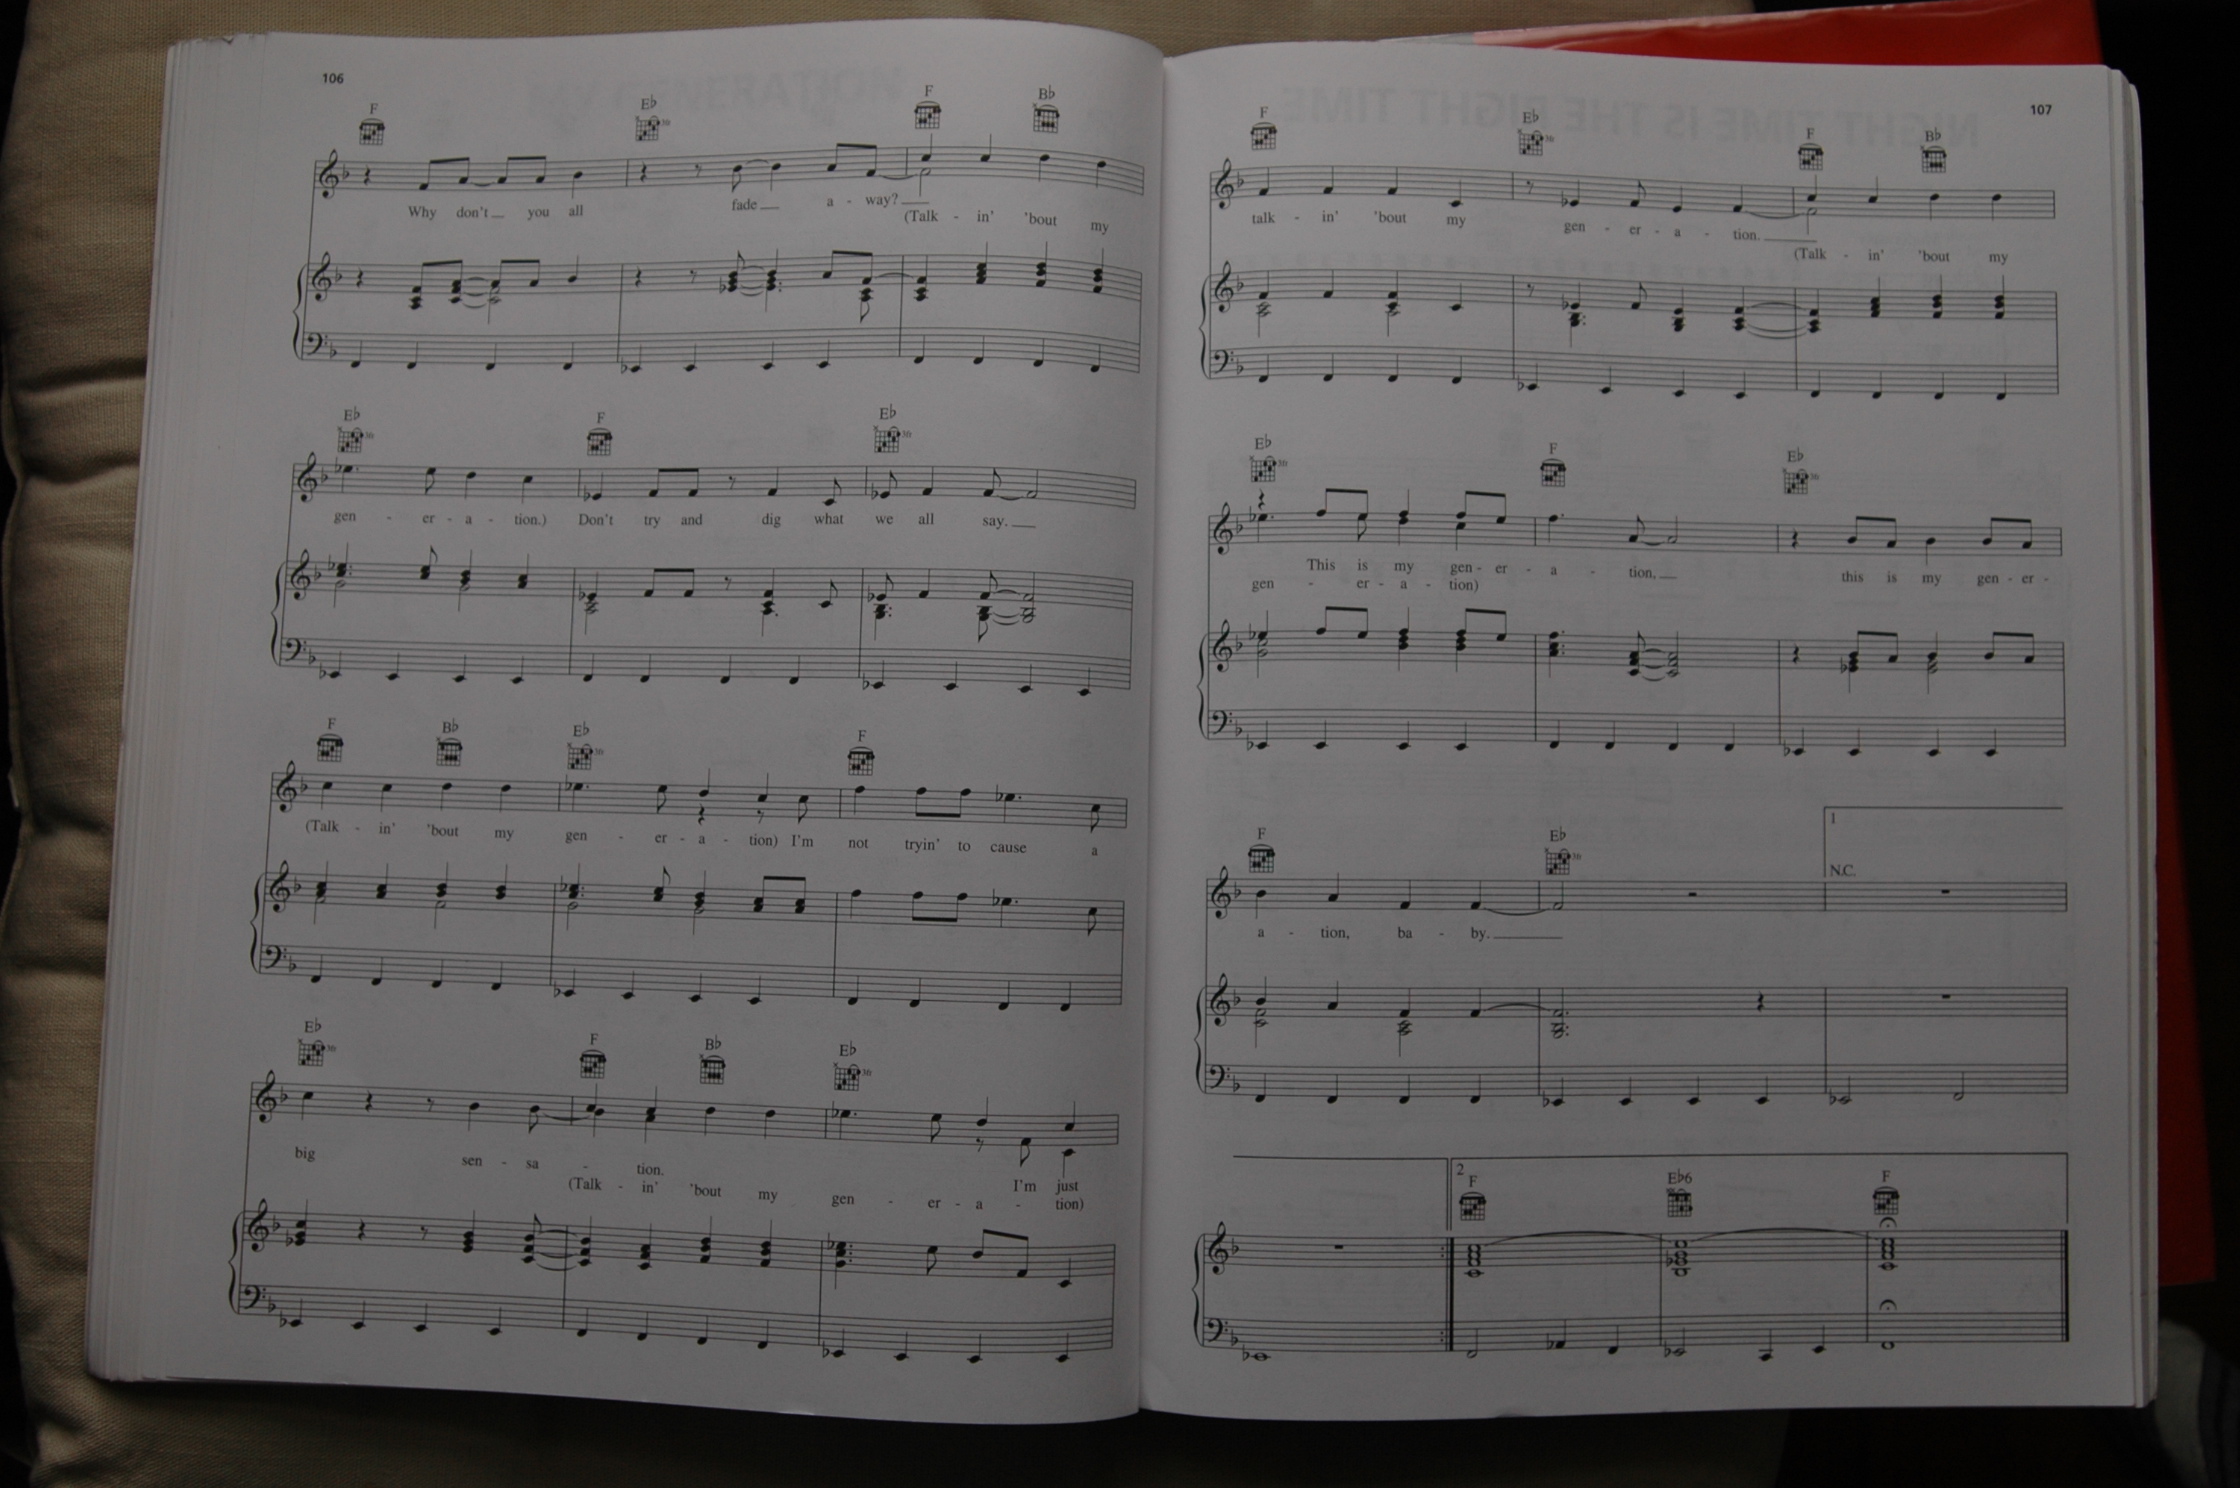 106
F Eb F Bb
Why don't you all fade a - way?
(Talk - in' 'bout my
Eb F Eb
gen - er - a - tion.) Don't try and dig what we all say.
F Bb Eb F
(Talk - in' 'bout my gen - er - a - tion) I'm not tryin' to cause a
Eb F Bb Eb
big sen - sa - tion. I'm just
(Talk - in' 'bout my gen - er - a - tion)
107
F Eb F Bb
talk - in' 'bout my gen - er - a - tion.
(Talk - in' 'bout my
Eb F Eb
This is my gen - er - a - tion, this is my gen - er -
gen - er - a - tion)
1
F Eb N.C.
a - tion, ba - by.
2
F Eb6 F